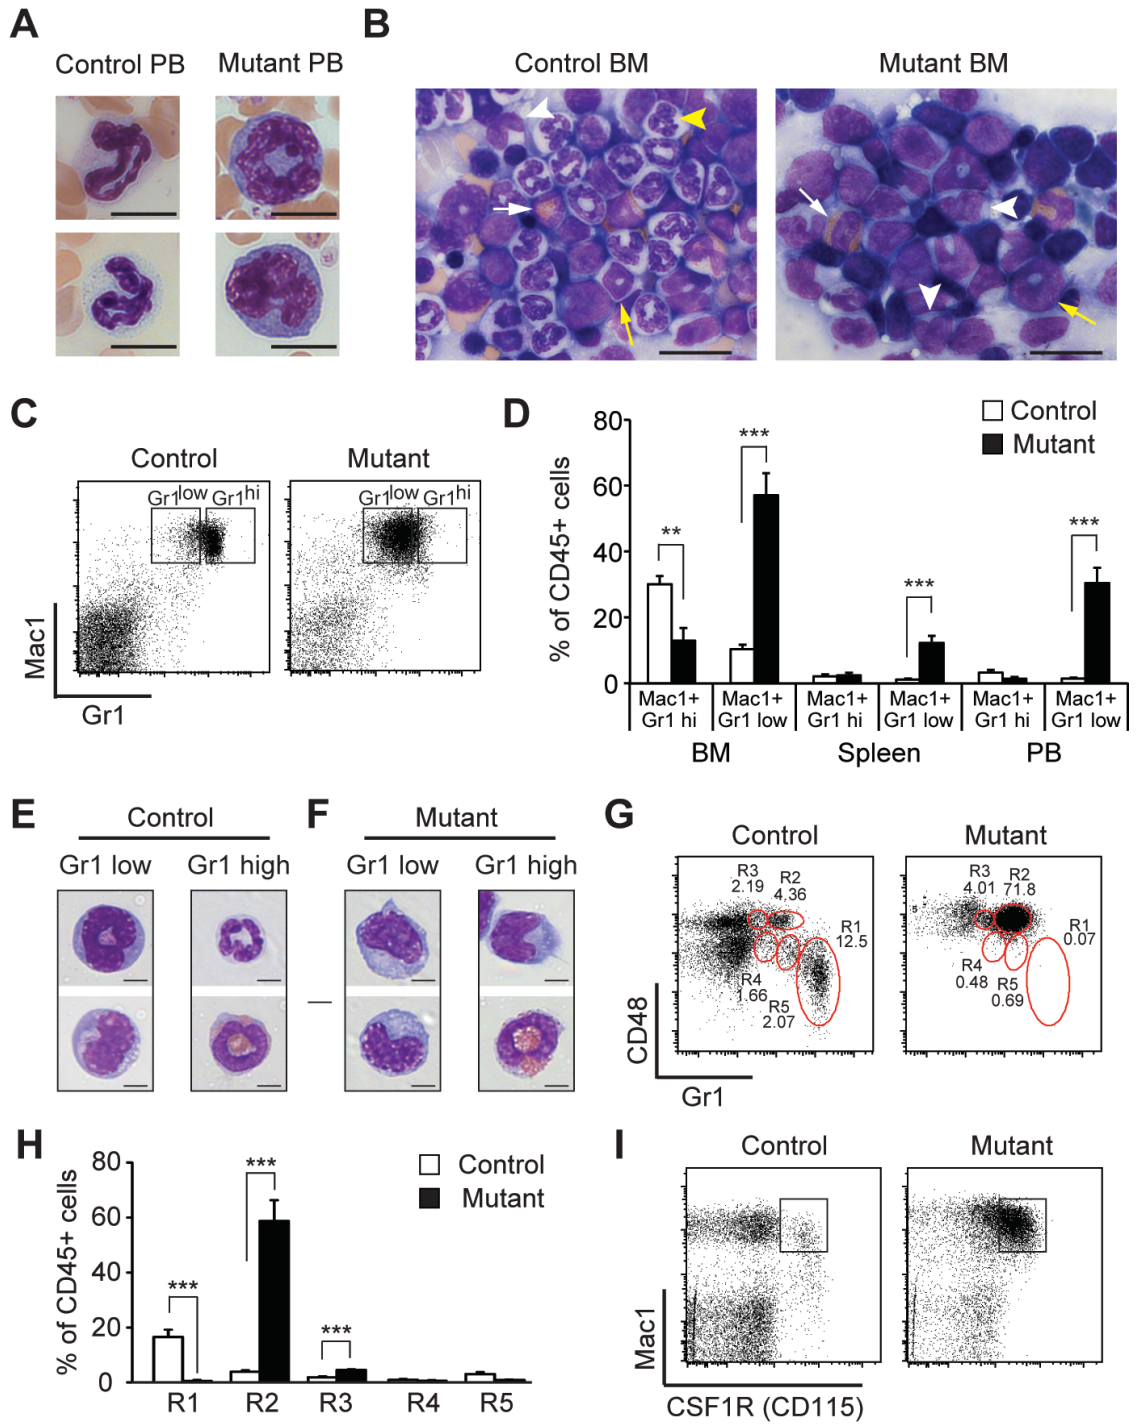 A
B
Control PB
Mutant PB
Control BM
Mutant BM
C
Control
Mutant
Gr1low
Gr1hi
Gr1low
Gr1hi
Mac1
Gr1
D
% of CD45+ cells
80
60
40
20
0
Control
Mutant
**
***
***
***
Mac1+
Gr1 hi
Mac1+
Gr1 low
Mac1+
Gr1 hi
Mac1+
Gr1 low
Mac1+
Gr1 hi
Mac1+
Gr1 low
BM
Spleen
PB
E
Control
Gr1 low
Gr1 high
F
Mutant
Gr1 low
Gr1 high
G
Control
Mutant
R3
2.19
R2
4.36
R1
12.5
R4
1.66
R5
2.07
R3
4.01
R2
71.8
R1
0.07
R4
0.48
R5
0.69
CD48
Gr1
H
% of CD45+ cells
80
60
40
20
0
Control
Mutant
***
***
***
R1
R2
R3
R4
R5
I
Control
Mutant
Mac1
CSF1R (CD115)